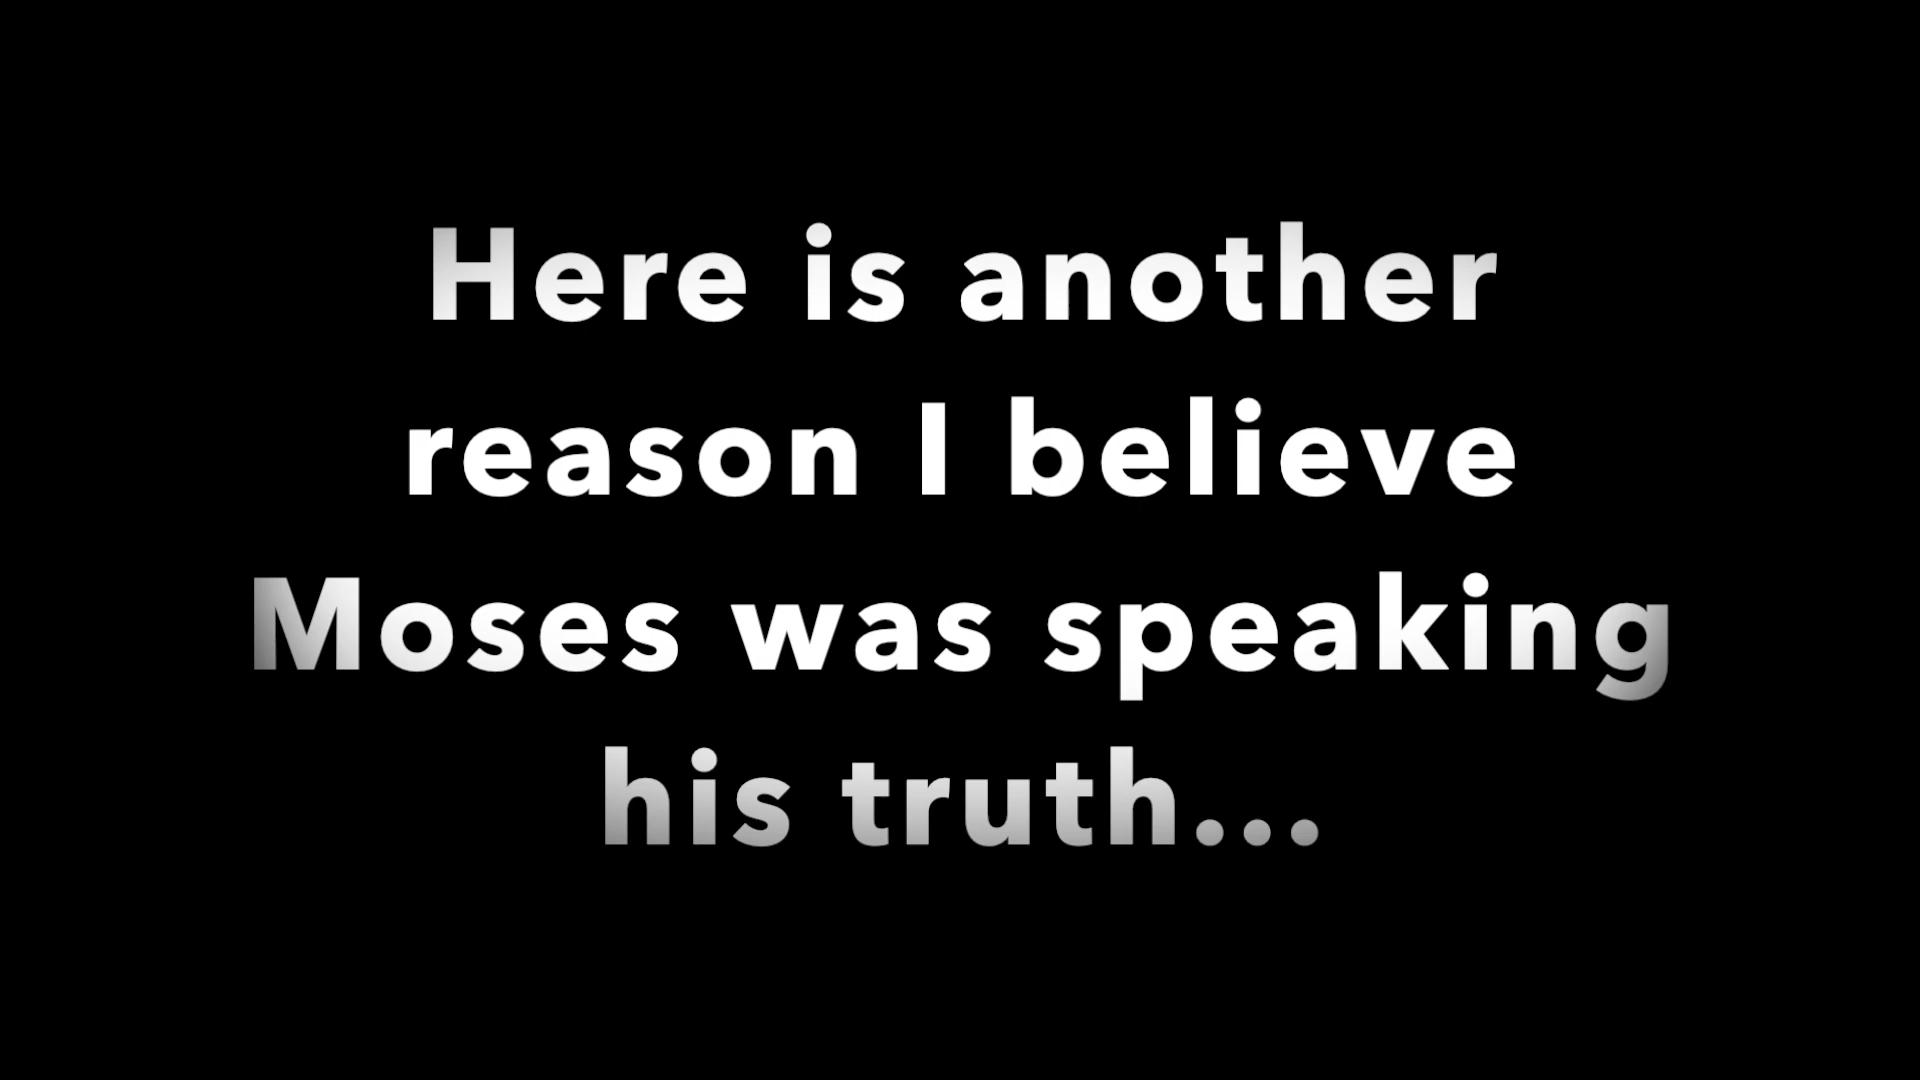 Here is another
reason I believe
Moses was speaking
his truth...